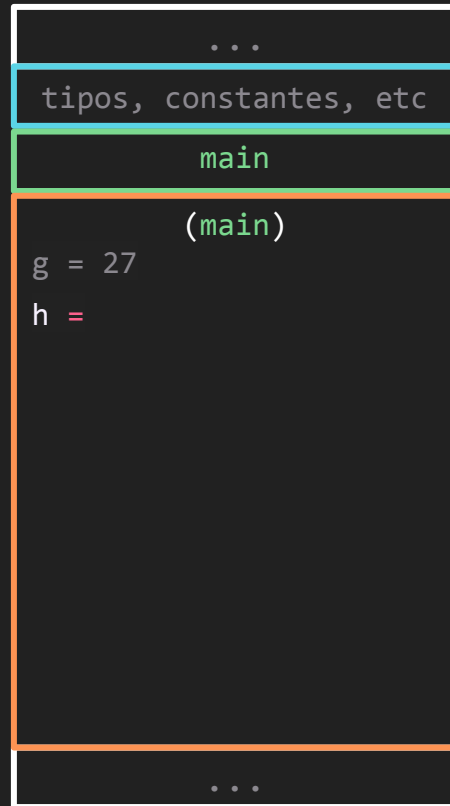 ...
tipos, constantes, etc
main
(main)
g = 27
h =
...